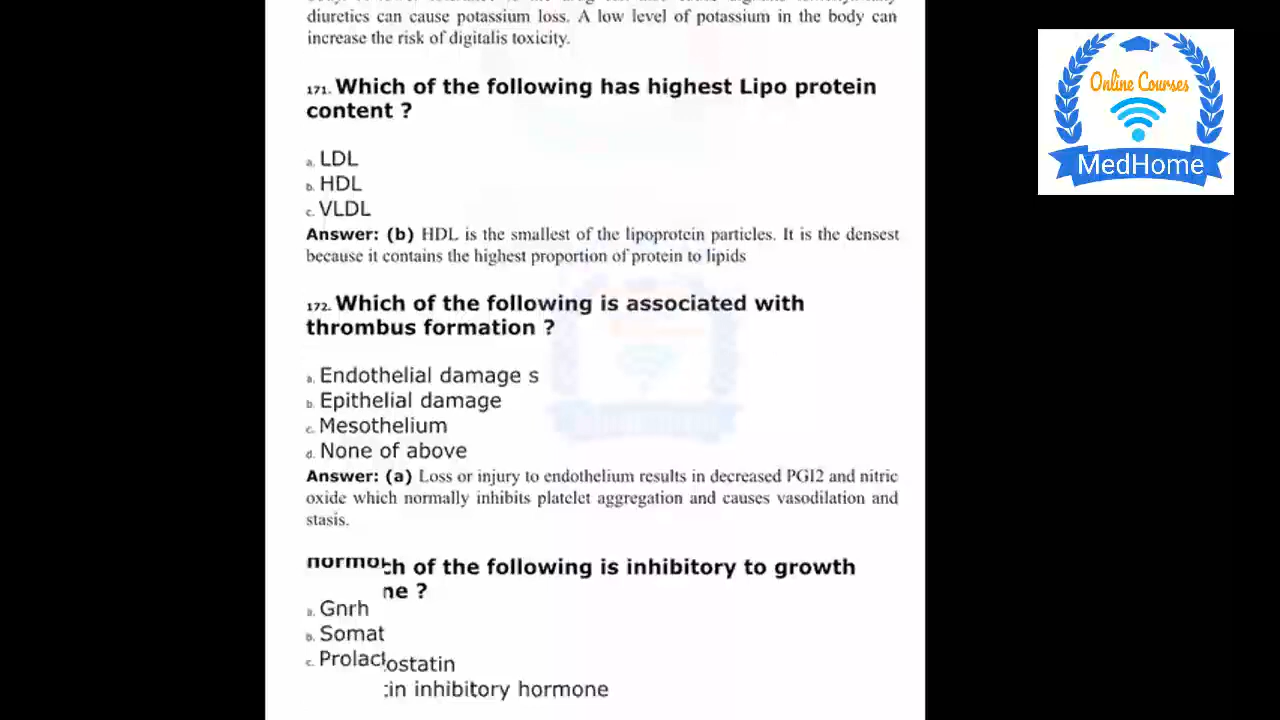 diuretics can cause potassium loss. A low level of potassium in the body can
increase the risk of digitalis toxicity.
171. Which of the following has highest Lipo protein
content ?
a. LDL
b. HDL
c. VLDL
Answer: (b) HDL is the smallest of the lipoprotein particles. It is the densest
because it contains the highest proportion of protein to lipids
172. Which of the following is associated with
thrombus formation ?
a. Endothelial damage s
b. Epithelial damage
c. Mesothelium
d. None of above
Answer: (a) Loss or injury to endothelium results in decreased PGI2 and nitric
oxide which normally inhibits platelet aggregation and causes vasodilation and
stasis.
ch of the following is inhibitory to growth
ne ?
a. Gnrh
b. Somat
c. Prolact
ostatin
in inhibitory hormone
Online Courses
MedHome